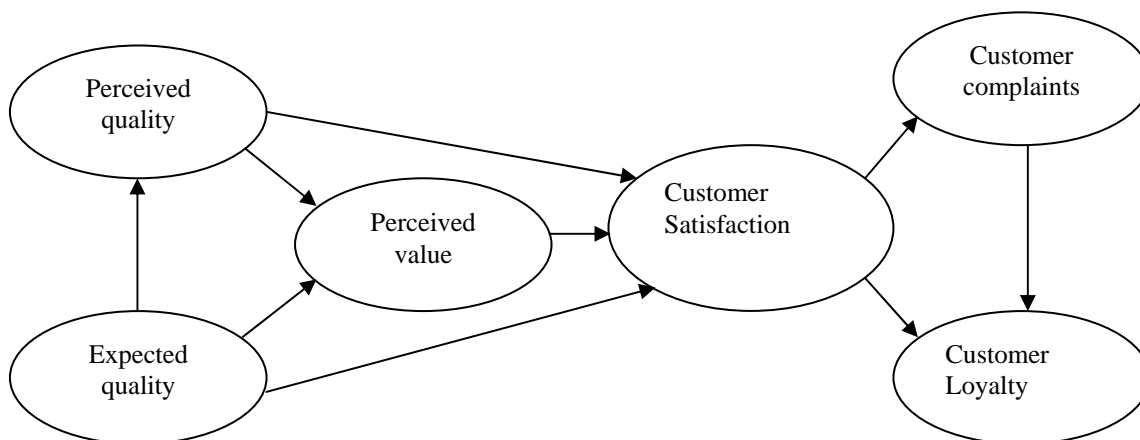 Perceived
quality
Expected
quality
Perceived
value
Customer
Satisfaction
Customer
complaints
Customer
Loyalty